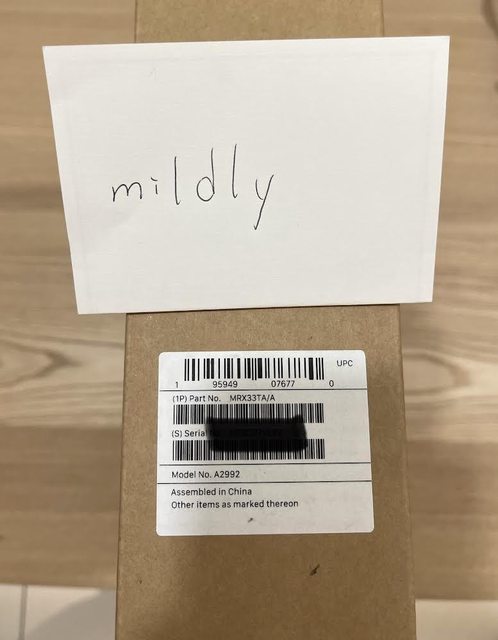 mildly
UPC
1 95949 07677 0
(1P) Part No. MRX33TA/A
(S) Serial
Model No. A2992
Assembled in China
Other items as marked thereon